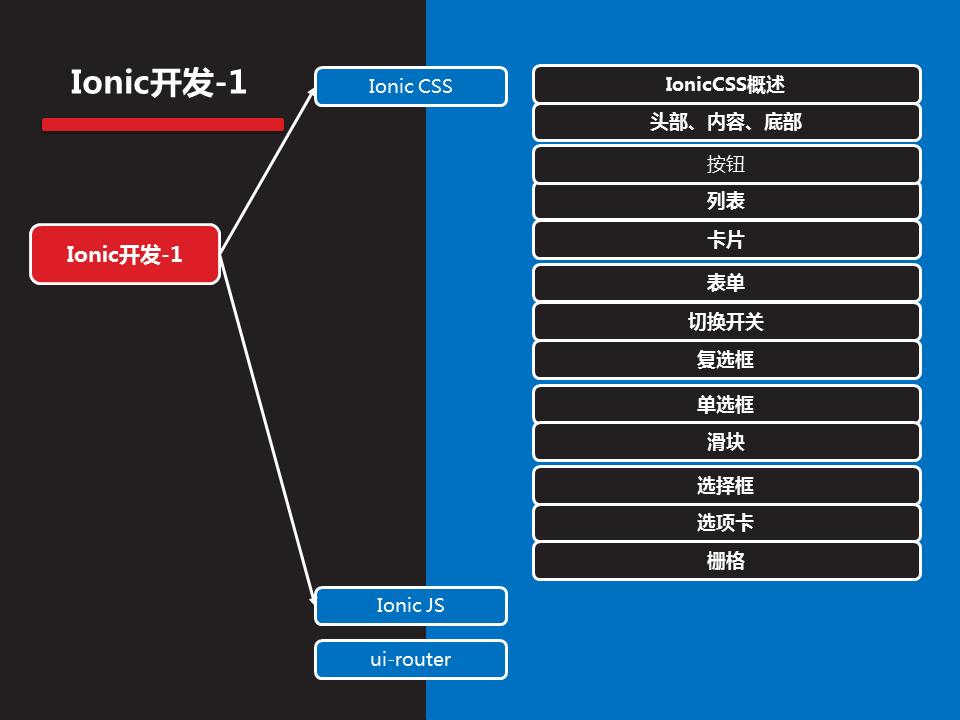 Ionic开发-1
Ionic开发-1
Ionic CSS
IonicCSS概述
头部、内容、底部
按钮
列表
卡片
表单
切换开关
复选框
单选框
滑块
选择框
选项卡
栅格
Ionic JS
ui-router